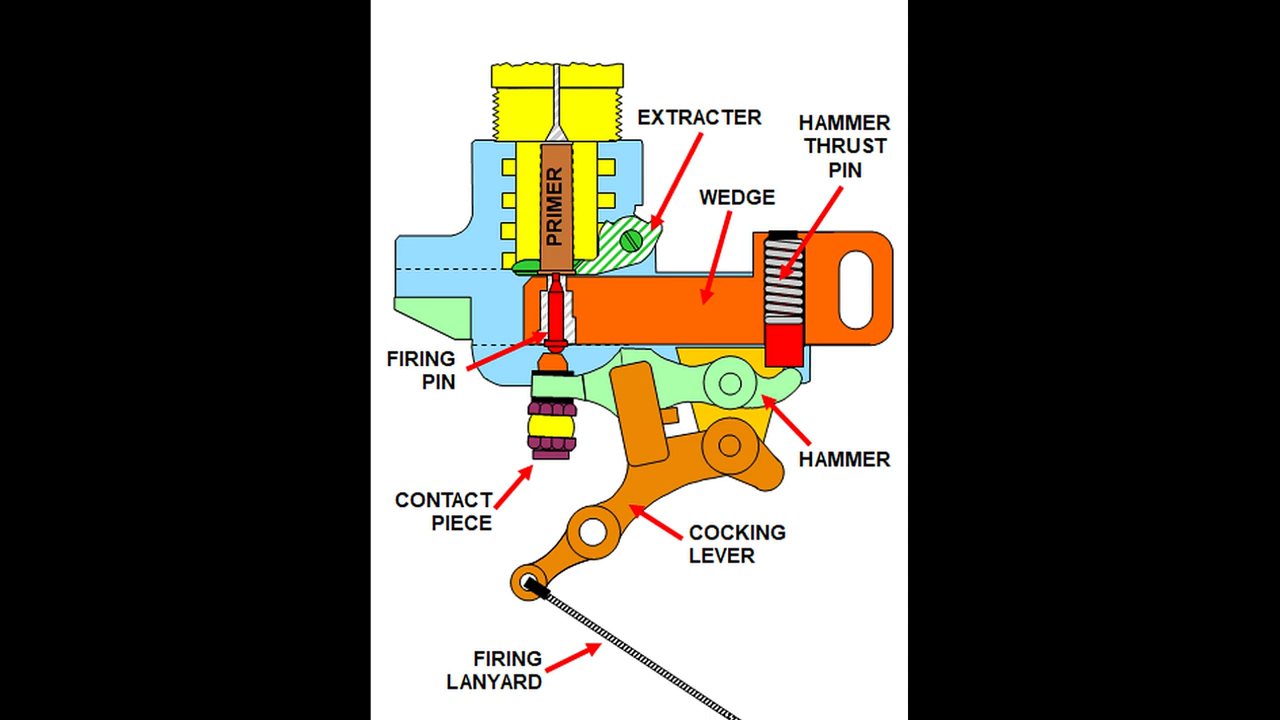 EXTRACTER
HAMMER
THRUST
PIN
WEDGE
PRIMER
FIRING
PIN
HAMMER
CONTACT
PIECE
COCKING
LEVER
FIRING
LANYARD